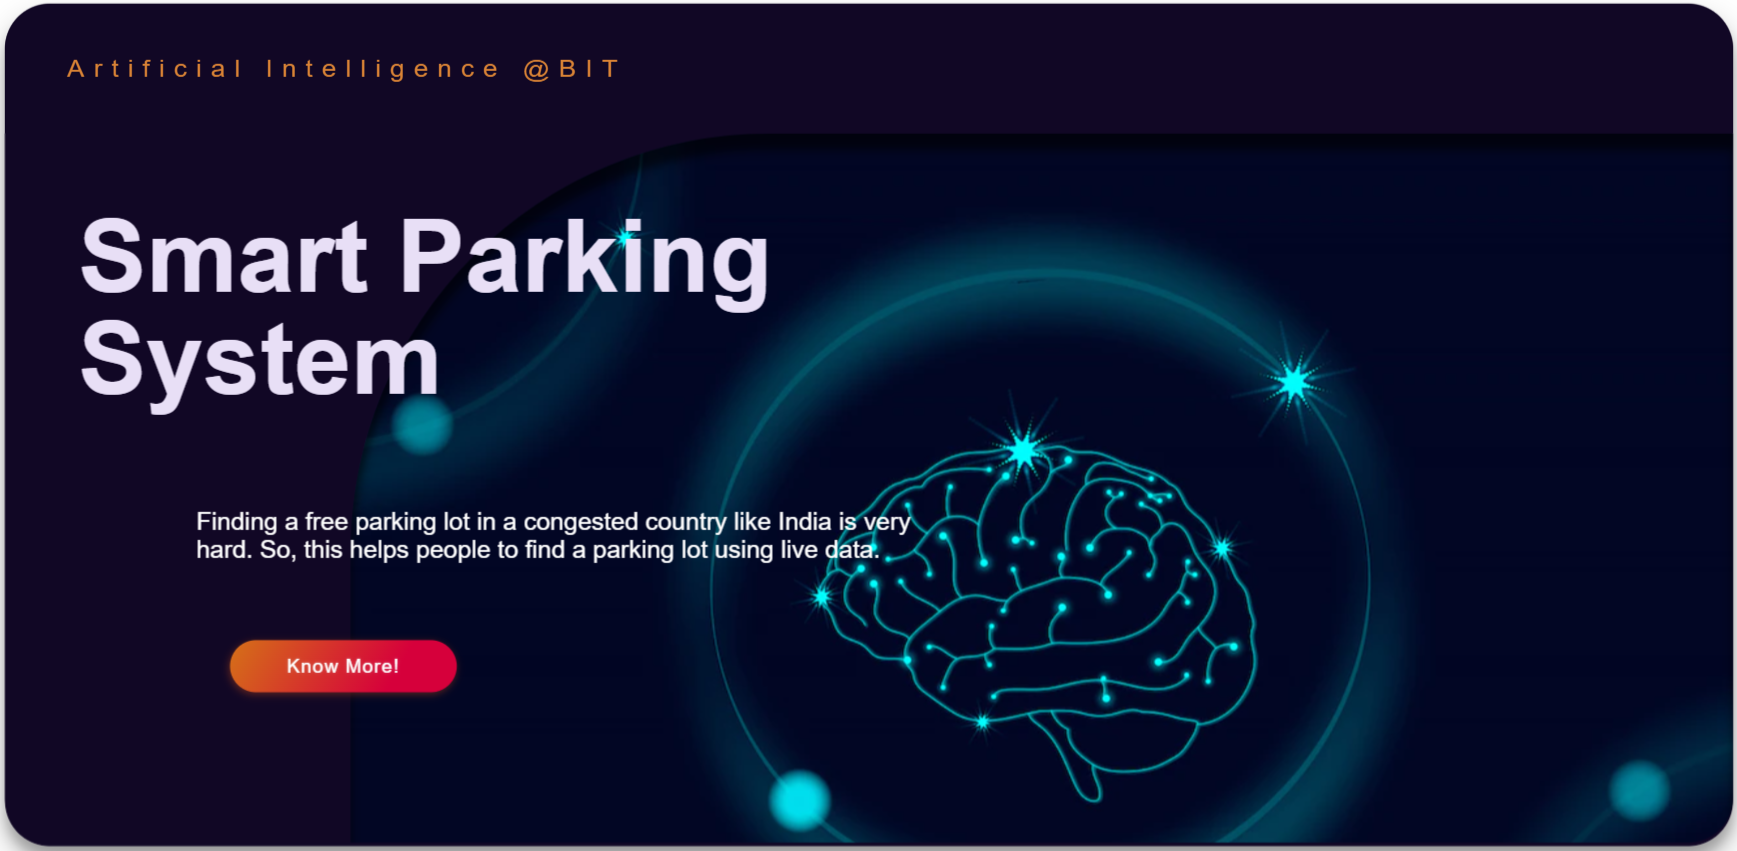 Artificial Intelligence @BIT
Smart Parking
System
Finding a free parking lot in a congested country like India is very
hard. So, this helps people to find a parking lot using live data.
Know More!